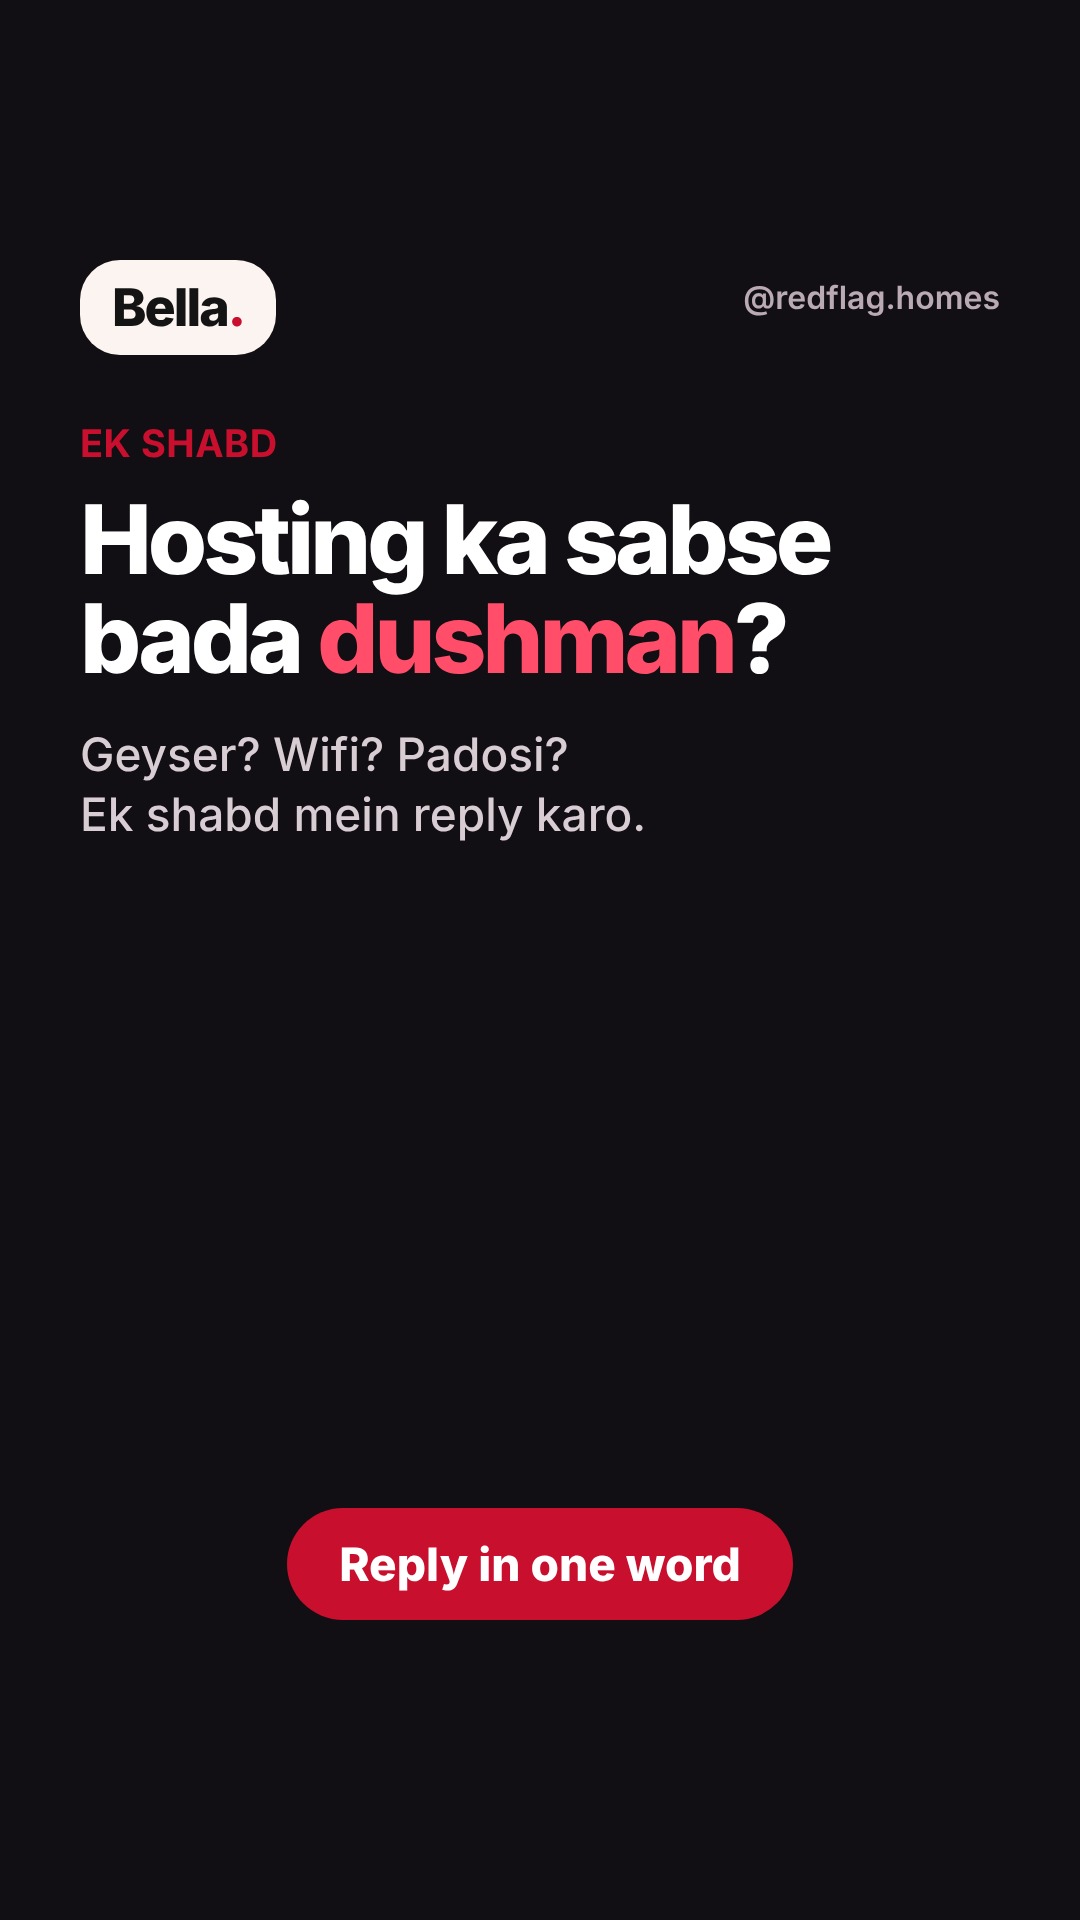 Bella.
@redflag.homes
EK SHABD
Hosting ka sabse
bada dushman?
Geyser? Wifi? Padosi?
Ek shabd mein reply karo.
Reply in one word